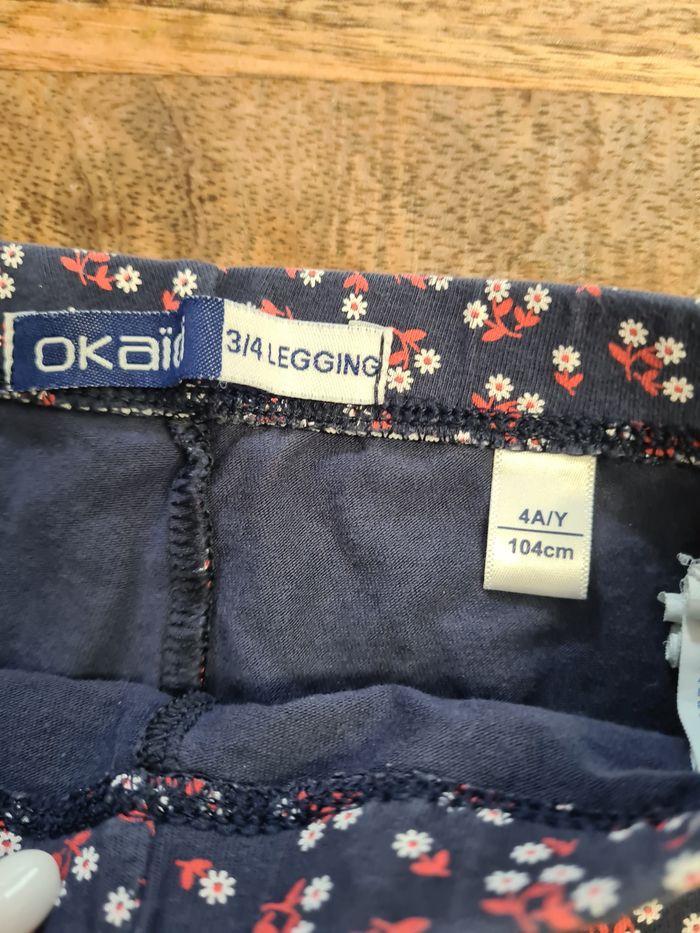 OKAÏD
3/4 LEGGING
4A/Y
104cm